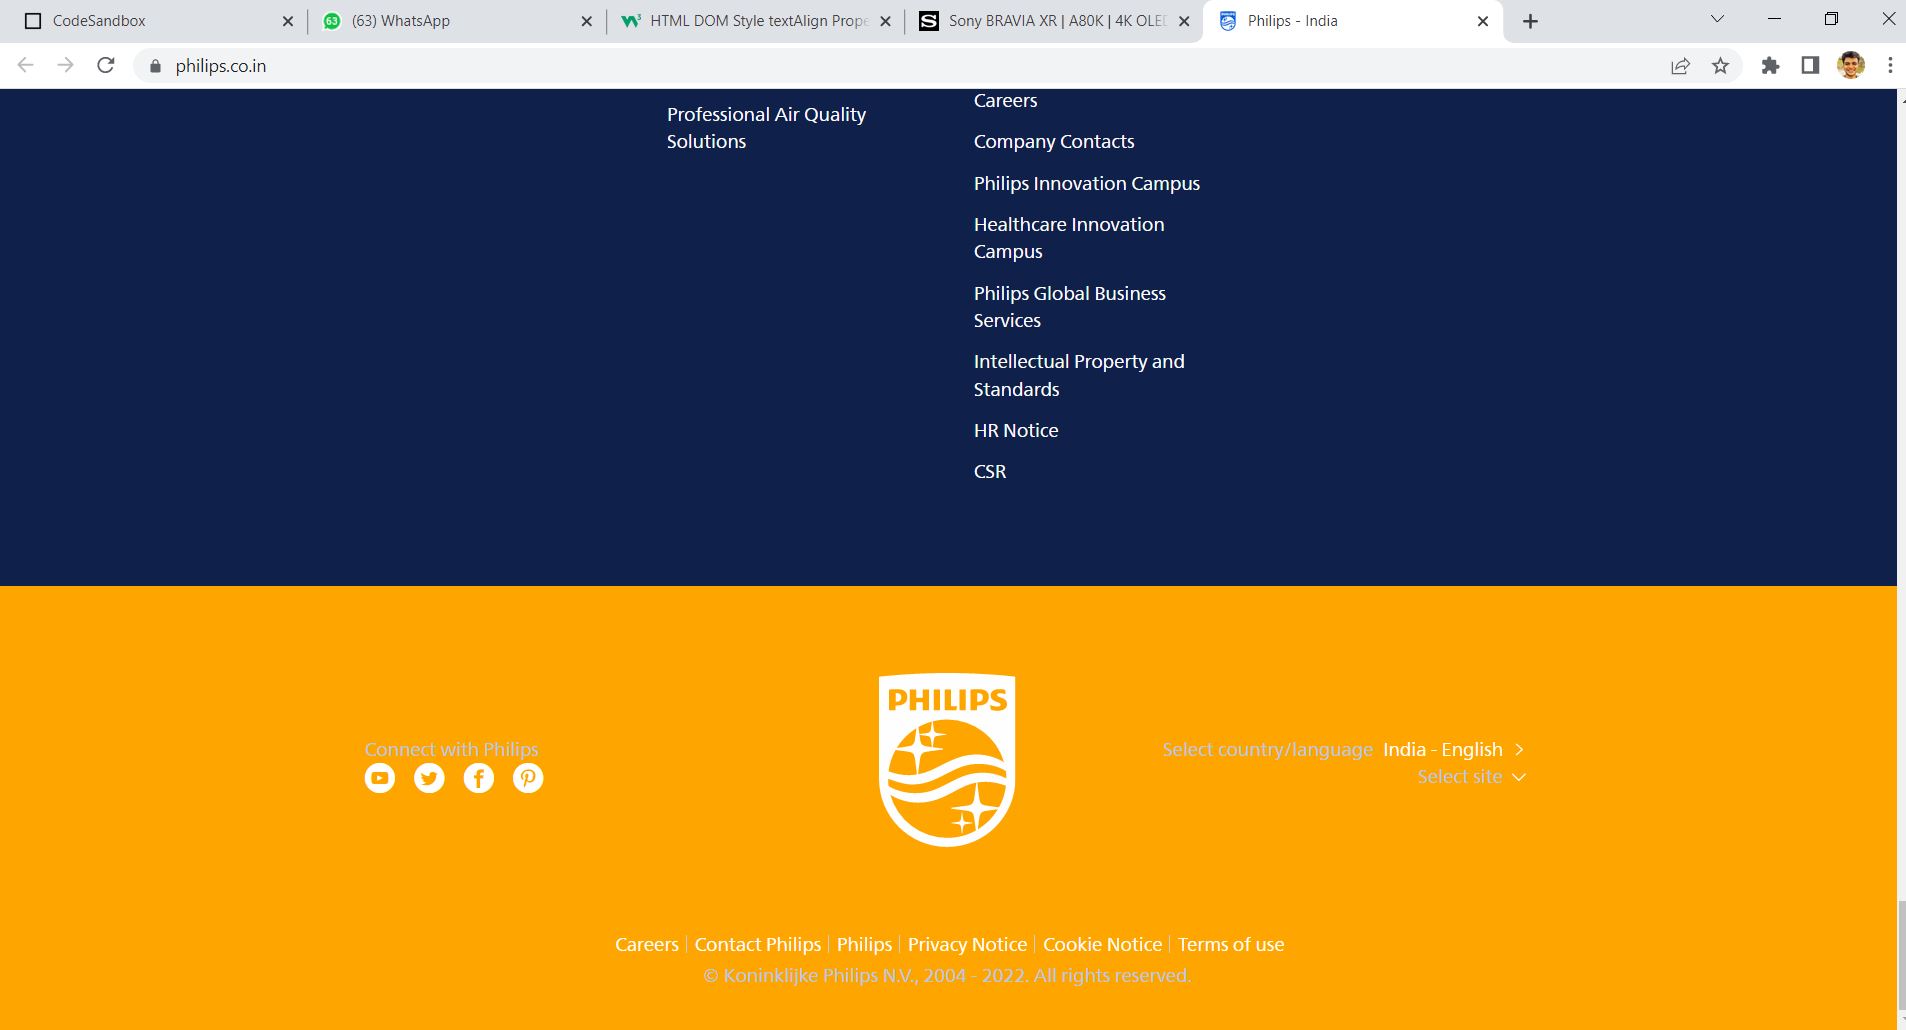 CodeSandbox
63
(63) WhatsApp
W3
HTML DOM Style textAlign Prope
S
Sony BRAVIA XR | A80K | 4K OLED
Philips - India
philips.co.in
Professional Air Quality
Solutions
Careers
Company Contacts
Philips Innovation Campus
Healthcare Innovation
Campus
Philips Global Business
Services
Intellectual Property and
Standards
HR Notice
CSR
Connect with Philips
PHILIPS
Select country/language India - English
Select site
Careers | Contact Philips | Philips | Privacy Notice | Cookie Notice | Terms of use
© Koninklijke Philips N.V., 2004 - 2022. All rights reserved.